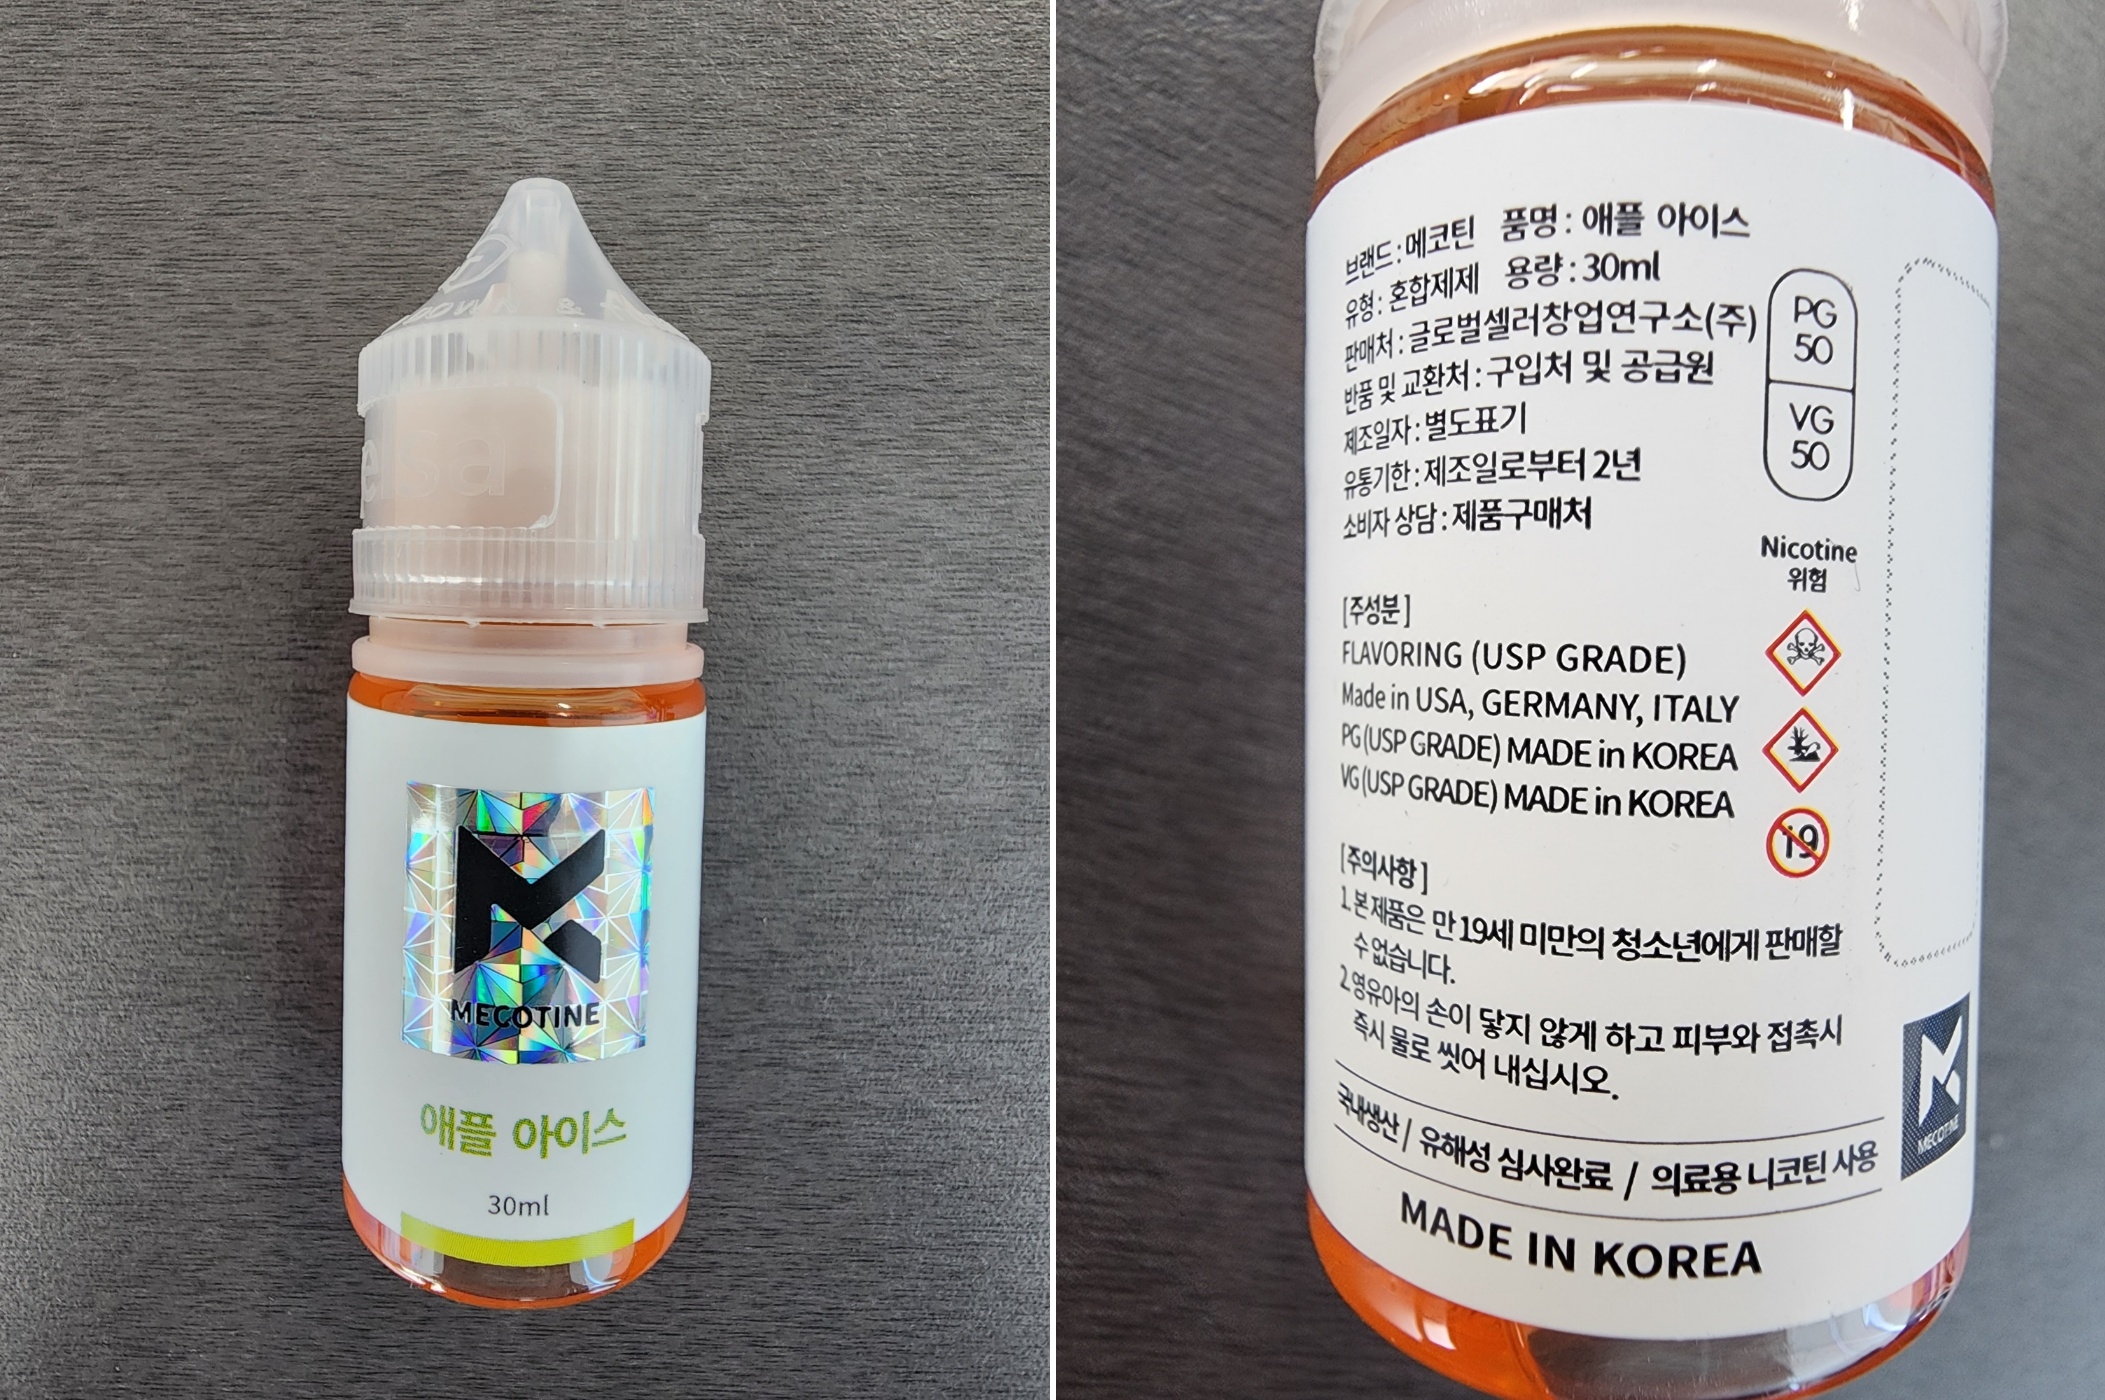 MECOTINE
애플 아이스
30ml
브랜드 : 메코틴 품명 : 애플 아이스
유형 : 혼합제제 용량 : 30ml
판매처 : 글로벌셀러창업연구소(주)
반품 및 교환처 : 구입처 및 공급원
제조일자 : 별도표기
유통기한 : 제조일로부터 2년
소비자 상담 : 제품구매처
PG
50
VG
50
Nicotine
위험
[주성분]
FLAVORING (USP GRADE)
Made in USA, GERMANY, ITALY
PG (USP GRADE) MADE in KOREA
VG (USP GRADE) MADE in KOREA
19
[주의사항]
1. 본 제품은 만 19세 미만의 청소년에게 판매할
수 없습니다.
2. 영유아의 손이 닿지 않게 하고 피부와 접촉시
즉시 물로 씻어 내십시오.
국내생산 / 유해성 심사완료 / 의료용 니코틴 사용
MECOTINE
MADE IN KOREA